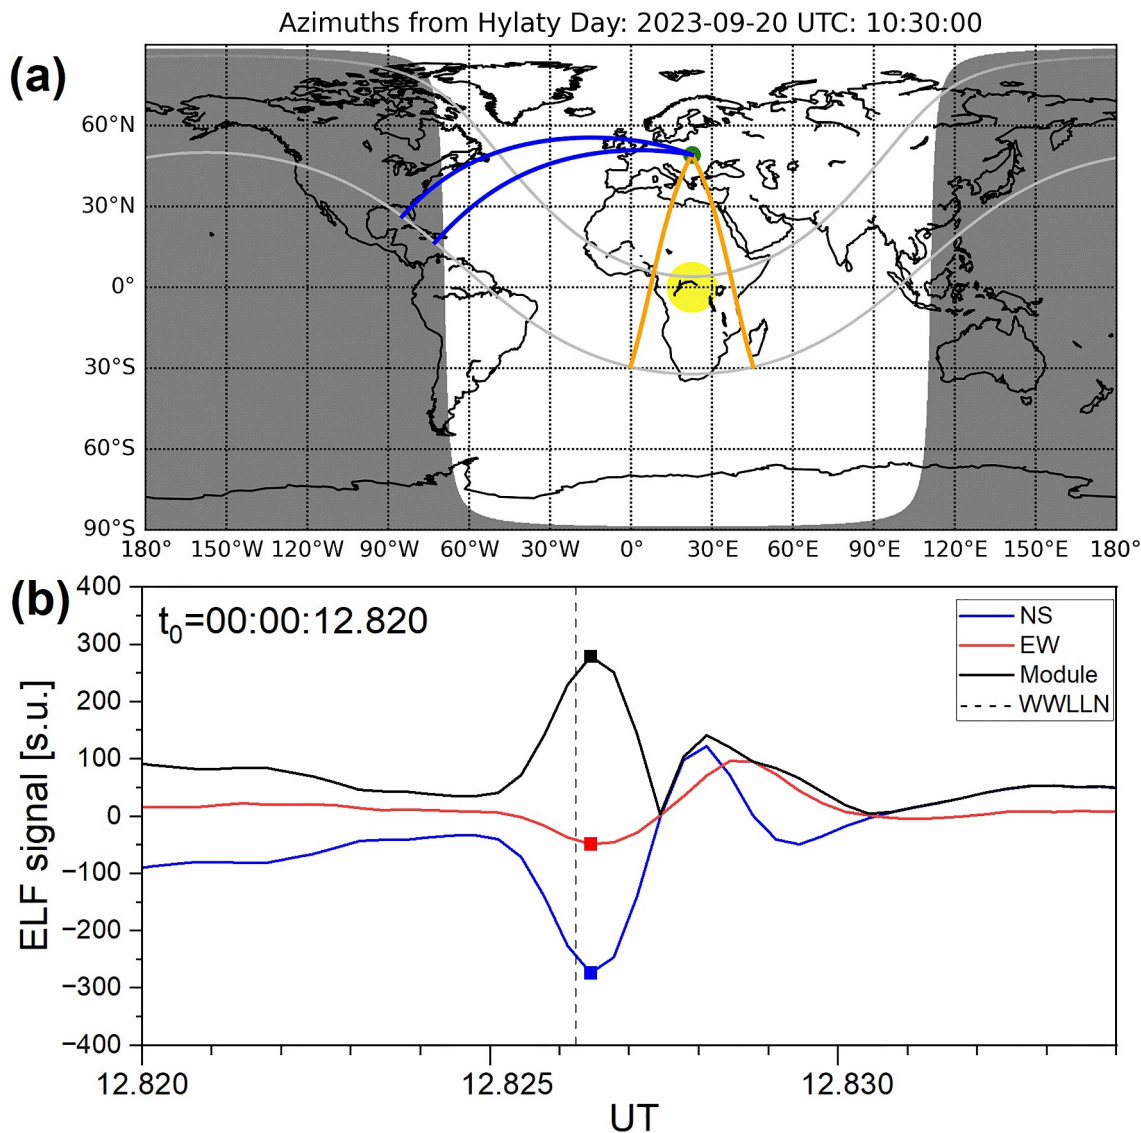 Azimuths from Hylaty Day: 2023-09-20 UTC: 10:30:00
(a)
60°N
30°N
0°
30°S
60°S
90°S
180° 150°W 120°W 90°W 60°W 30°W 0° 30°E 60°E 90°E 120°E 150°E 180°
(b)
t0=00:00:12.820
NS
EW
Module
WWLLN
400
300
200
100
0
−100
−200
−300
−400
ELF signal [s.u.]
12.820 12.825 12.830
UT